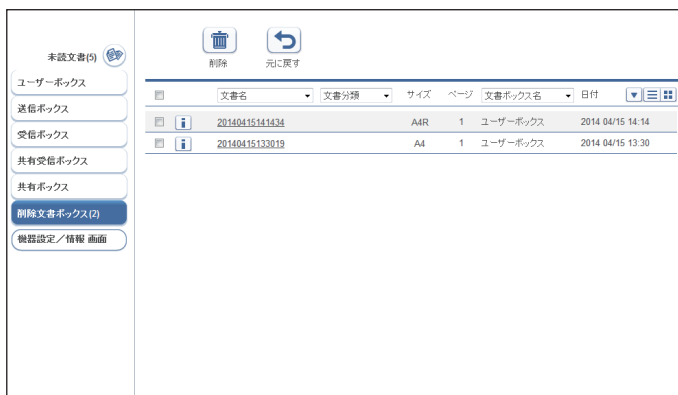 未読文書(5)
ユーザーボックス
送信ボックス
受信ボックス
共有受信ボックス
共有ボックス
削除文書ボックス(2)
機器設定／情報 画面
削除 元に戻す
文書名 文書分類 サイズ ページ 文書ボックス名 日付
20140415141434 A4R 1 ユーザーボックス 2014 04/15 14:14
20140415133019 A4 1 ユーザーボックス 2014 04/15 13:30